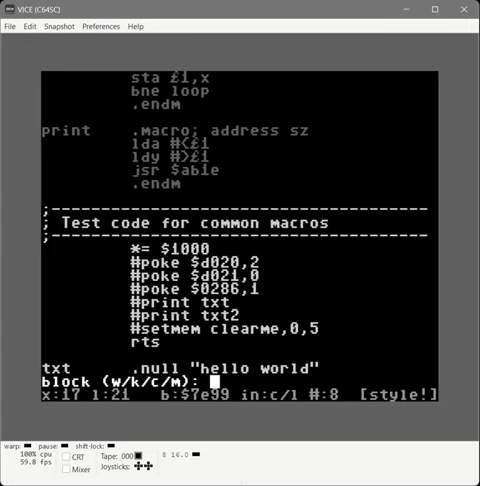 VICE (C64SC)
File Edit Snapshot Preferences Help
sta £1,x
bne loop
.endm
print .macro; address sz
lda #<£1
ldy #>£1
jsr $ab1e
.endm
;---------------------------------------
; Test code for common macros
;---------------------------------------
*= $1000
#poke $d020,2
#poke $d021,0
#poke $0286,1
#print txt
#print txt2
#setmem clearme,0,5
rts
txt .null "hello world"
block (w/k/c/m):
x:17 l:21 b:$7e99 in:c/l #:8 [style!]
warp: pause: shift-lock:
100% cpu
59.8 fps
CRT
Mixer
Tape: 000
Joysticks:
8 16.0